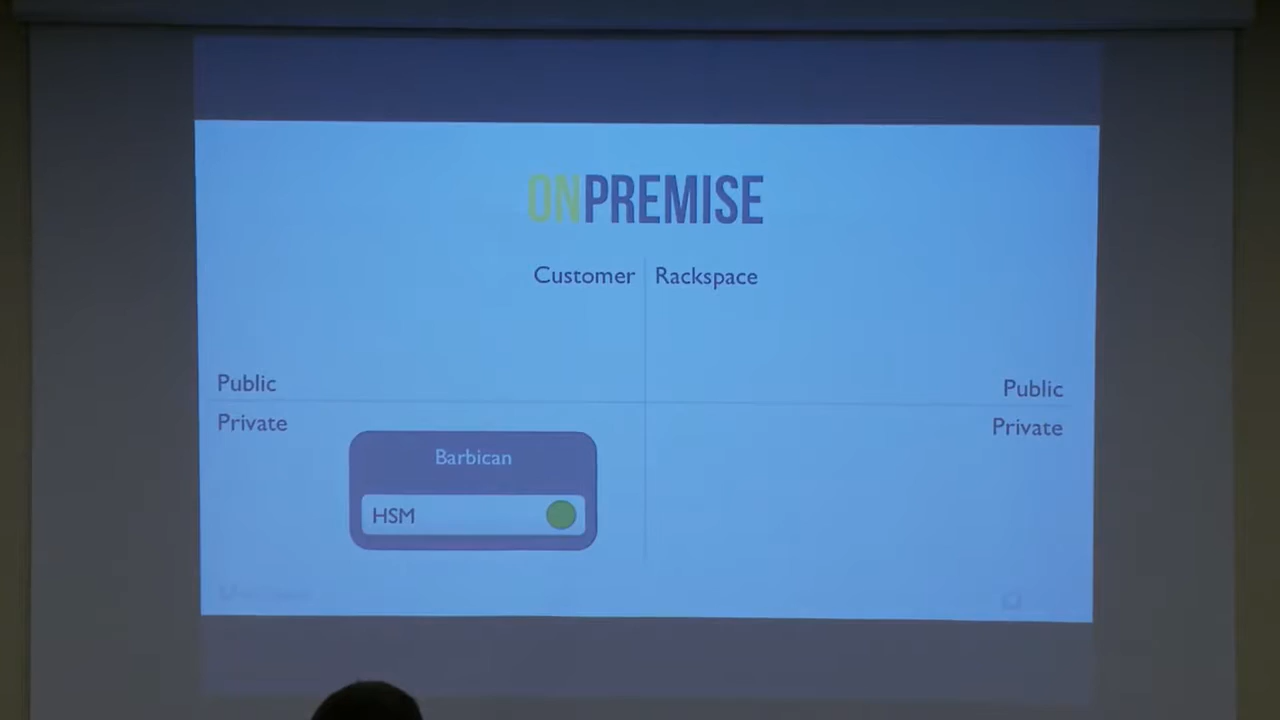 ONPREMISE
Customer Rackspace
Public Public
Private Private
Barbican
HSM